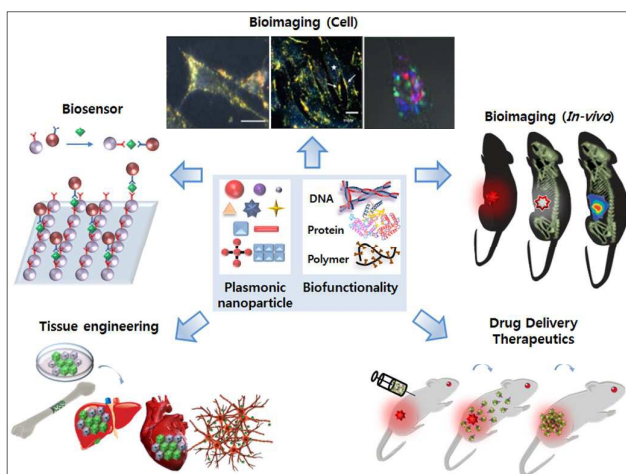 Bioimaging (Cell)
Biosensor
Bioimaging (In-vivo)
DNA
Protein
Polymer
Plasmonic
nanoparticle
Biofunctionality
Tissue engineering
Drug Delivery
Therapeutics